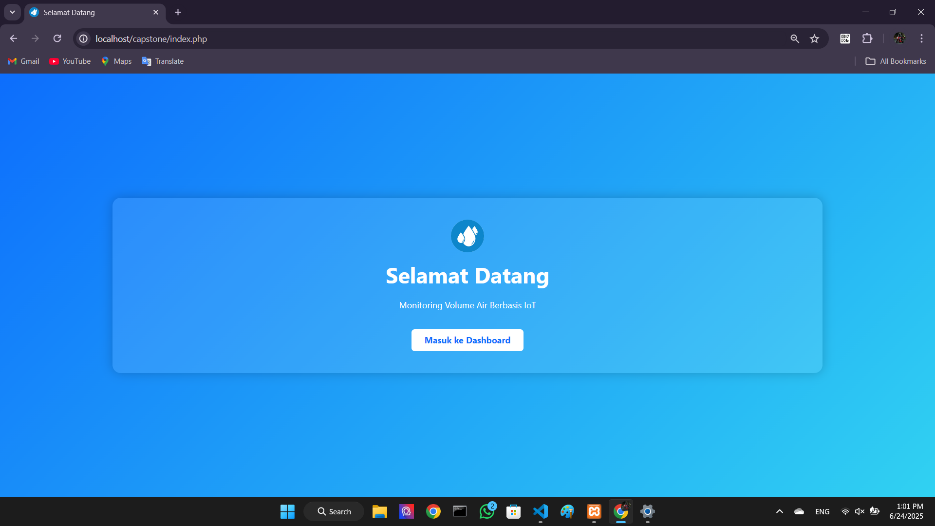 Selamat Datang
localhost/capstone/index.php
Gmail
YouTube
Maps
Translate
All Bookmarks
Selamat Datang
Monitoring Volume Air Berbasis IoT
Masuk ke Dashboard
Search
2
ENG
1:01 PM
6/24/2025